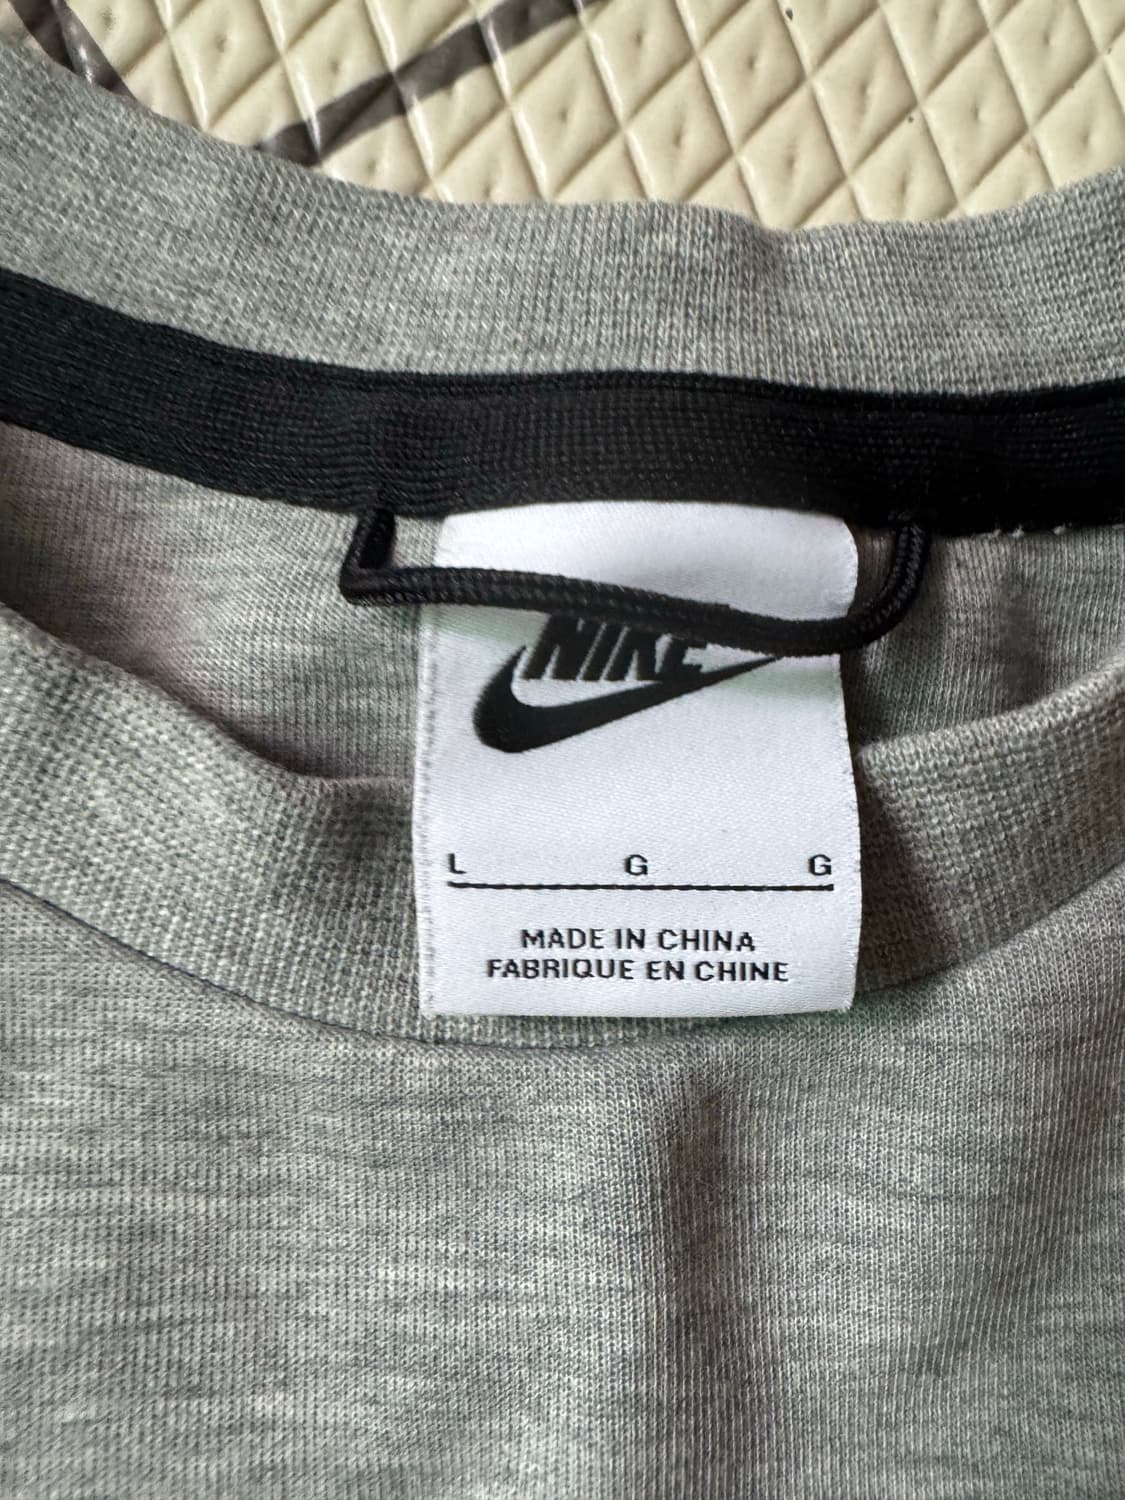 NIKE
L G G
MADE IN CHINA
FABRIQUE EN CHINE